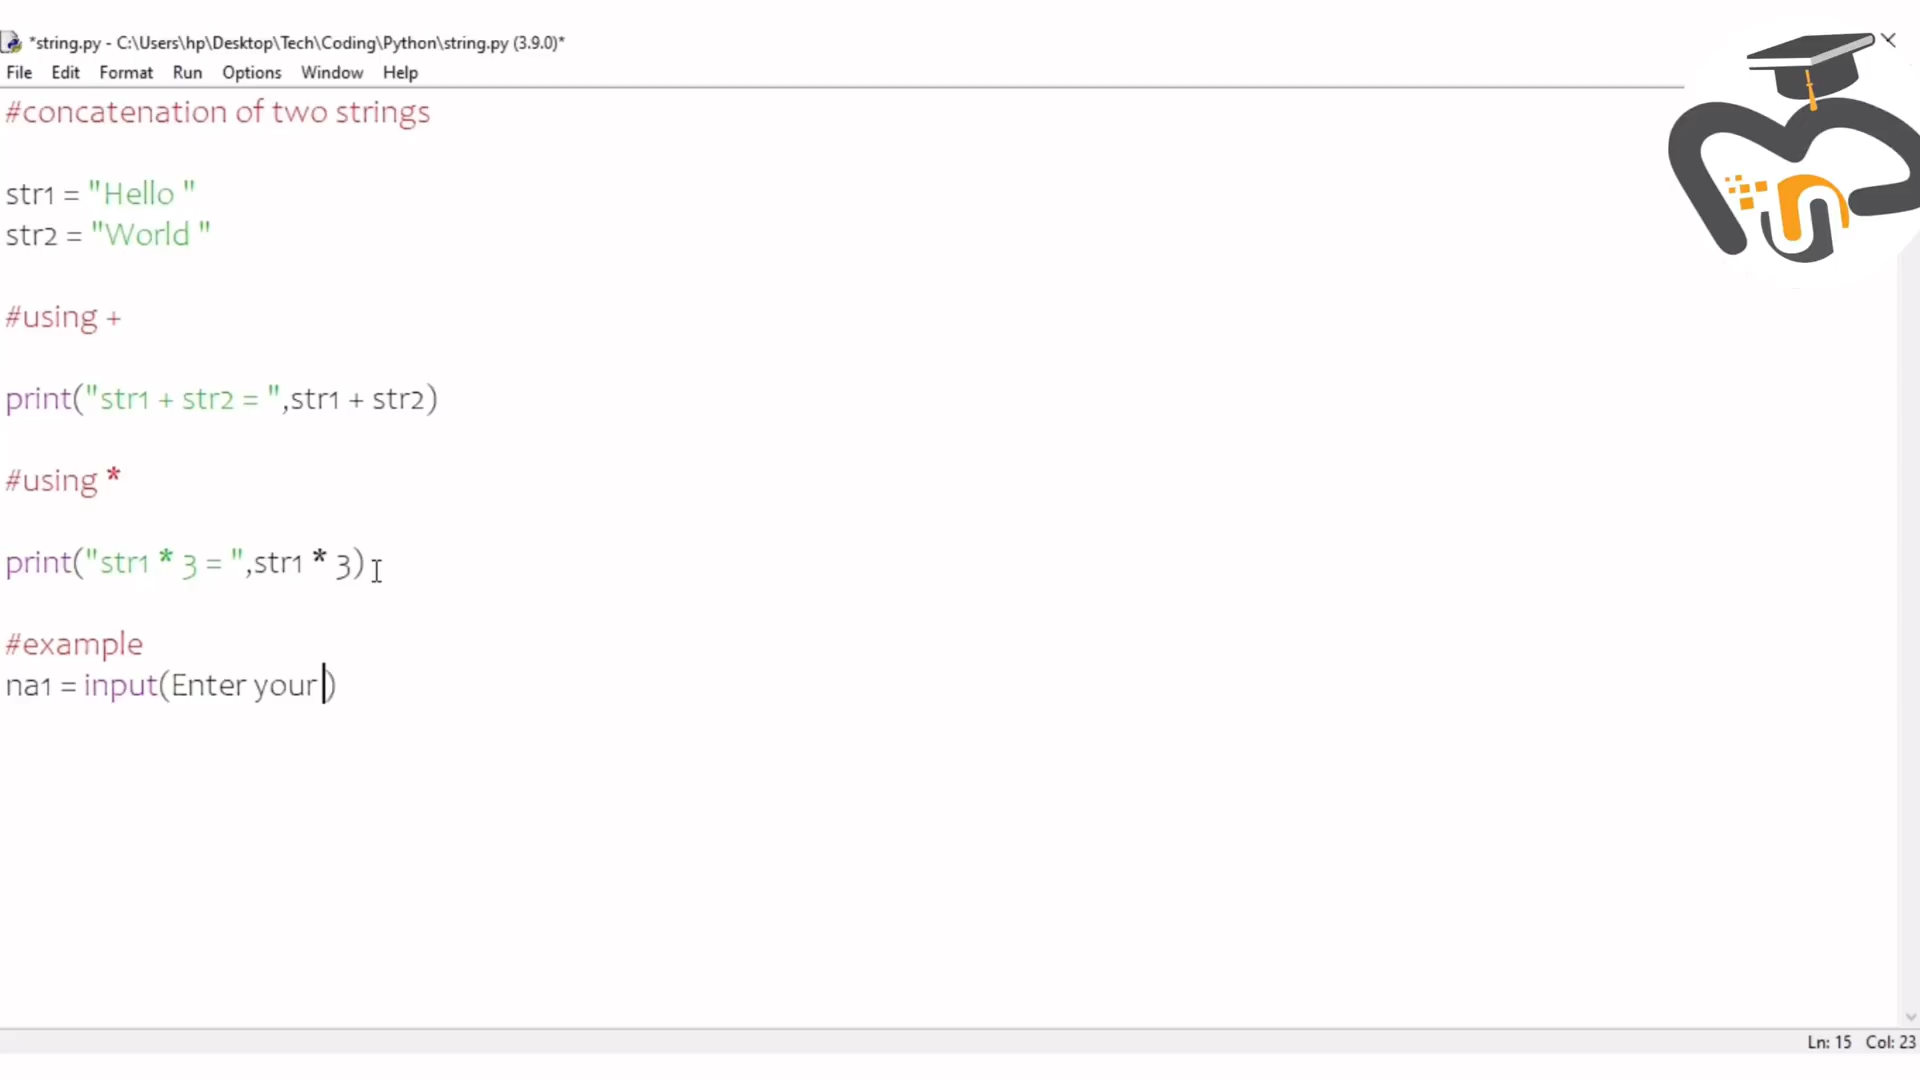 *string.py - C:\Users\hp\Desktop\Tech\Coding\Python\string.py (3.9.0)*
File Edit Format Run Options Window Help
#concatenation of two strings
str1 = "Hello "
str2 = "World "
#using +
print("str1 + str2 = ",str1 + str2)
#using *
print("str1 * 3 = ",str1 * 3)
#example
na1 = input(Enter your )
Ln: 15 Col: 23